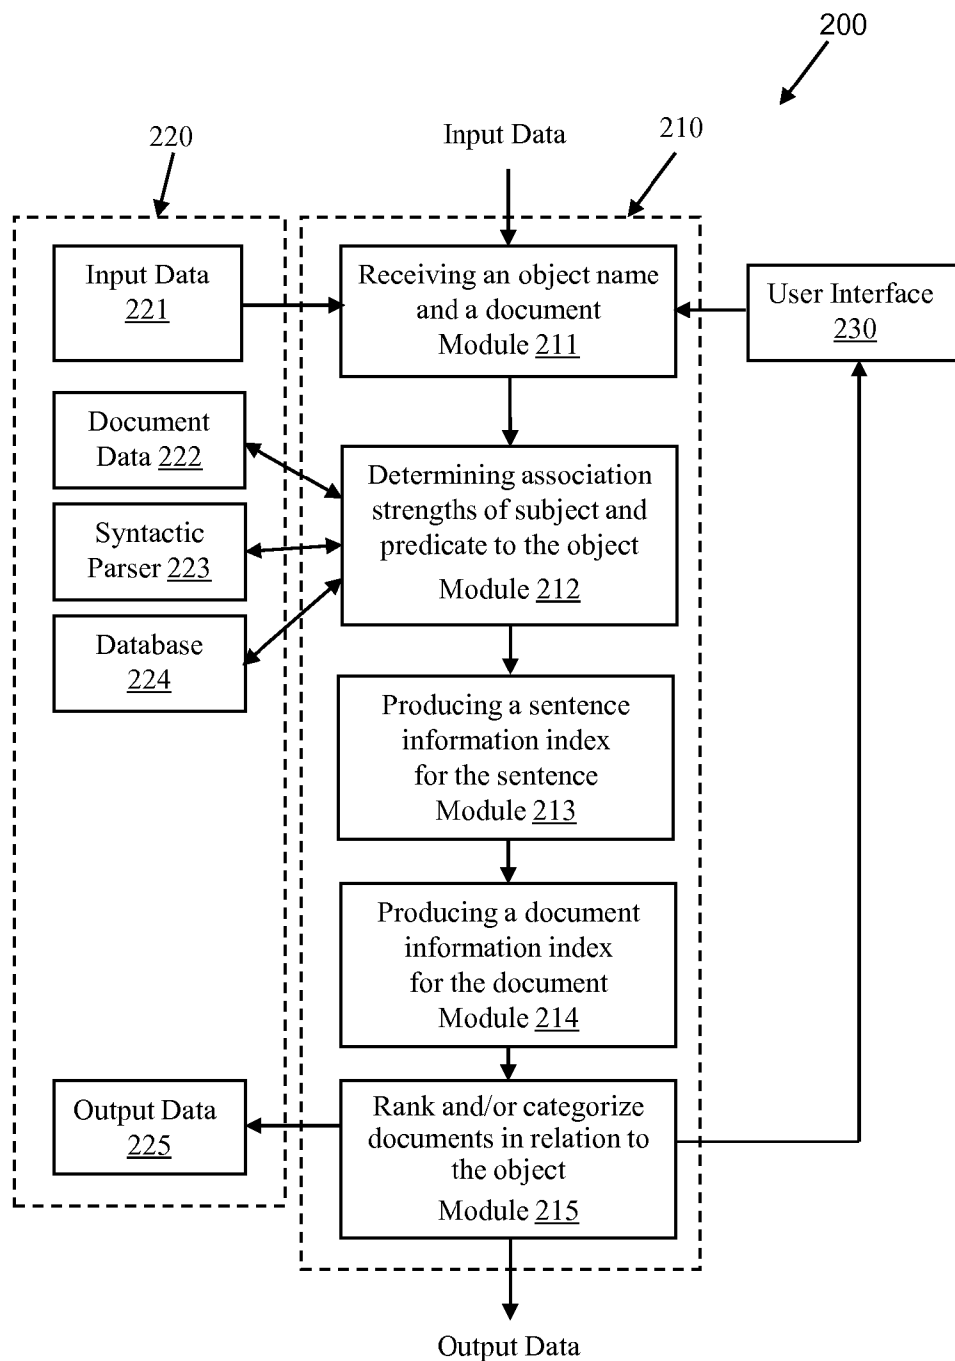 200
220
Input Data
210
Input Data
221
Receiving an object name
and a document
Module 211
User Interface
230
Document
Data 222
Syntactic
Parser 223
Database
224
Determining association
strengths of subject and
predicate to the object
Module 212
Producing a sentence
information index
for the sentence
Module 213
Producing a document
information index
for the document
Module 214
Output Data
225
Rank and/or categorize
documents in relation to
the object
Module 215
Output Data